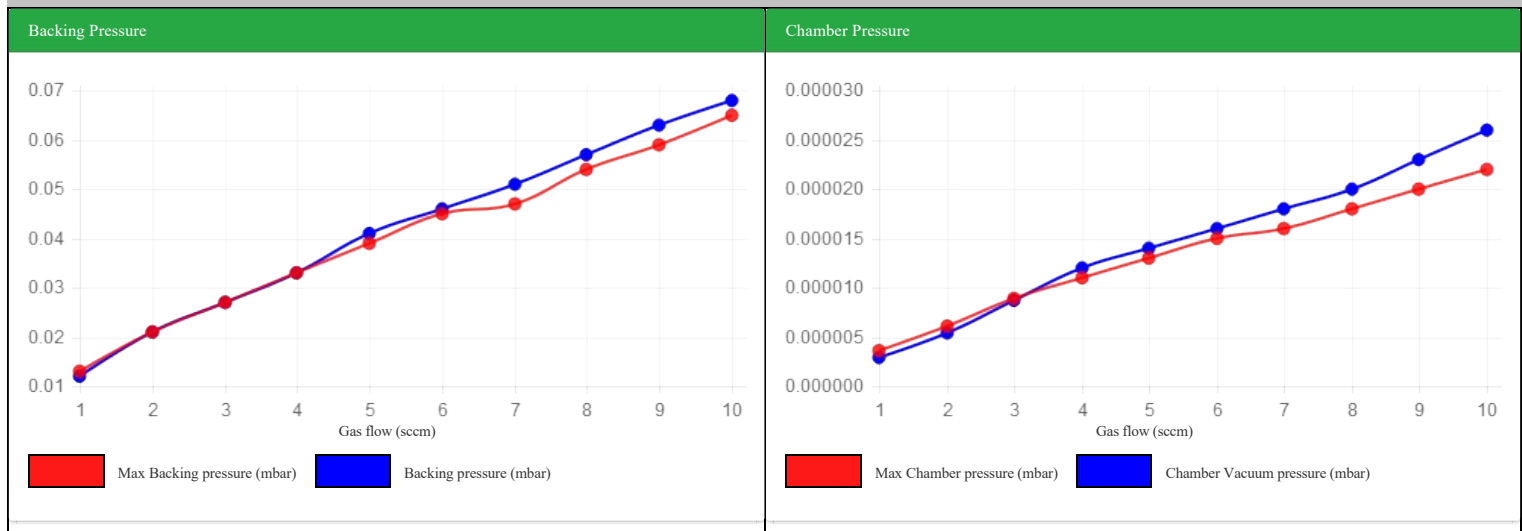 Backing Pressure
0.07
0.06
0.05
0.04
0.03
0.02
0.01
1 2 3 4 5 6 7 8 9 10
Gas flow (sccm)
Max Backing pressure (mbar) Backing pressure (mbar)
Chamber Pressure
0.000030
0.000025
0.000020
0.000015
0.000010
0.000005
0.000000
1 2 3 4 5 6 7 8 9 10
Gas flow (sccm)
Max Chamber pressure (mbar) Chamber Vacuum pressure (mbar)